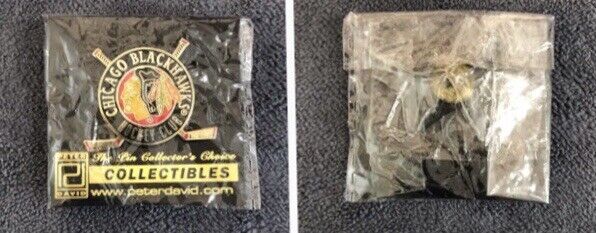 CHICAGO BLACKHAWKS
HOCKEY CLUB
®
PETER
DAVID
The Pin Collector's Choice
COLLECTIBLES
www.peterdavid.com